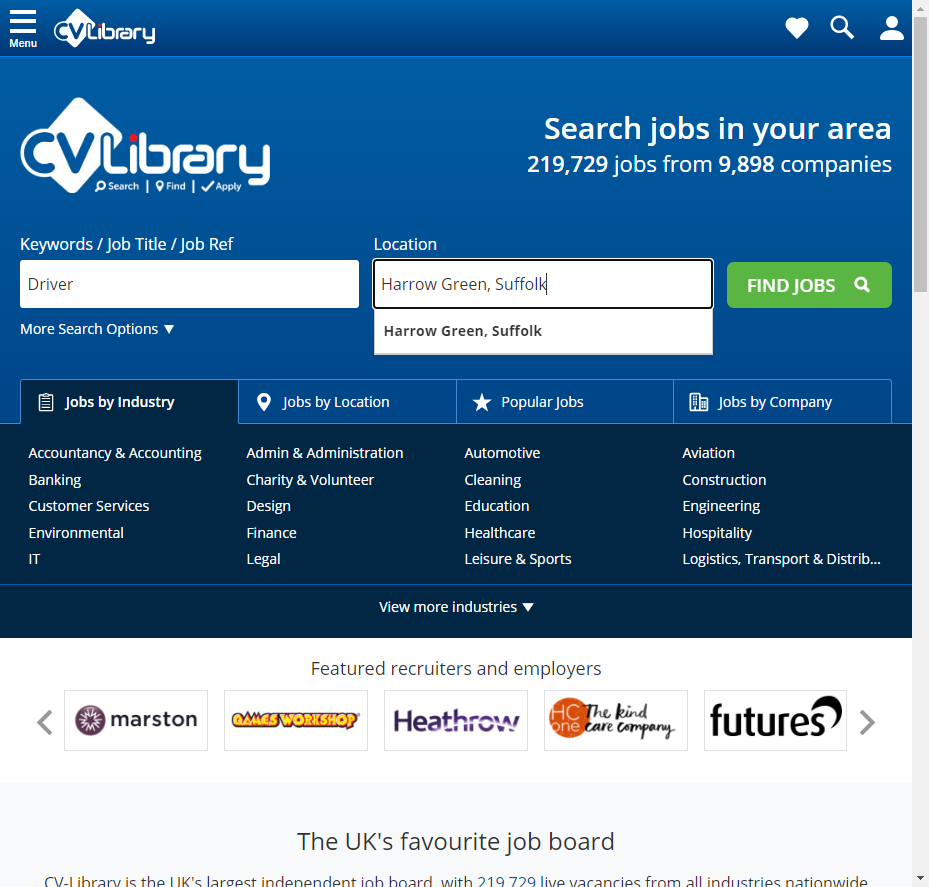 Menu
CVLibrary
CVLibrary
Search | Find | Apply
Search jobs in your area
219,729 jobs from 9,898 companies
Keywords / Job Title / Job Ref
Location
Driver
Harrow Green, Suffolk
FIND JOBS
More Search Options ▼
Harrow Green, Suffolk
Jobs by Industry
Jobs by Location
Popular Jobs
Jobs by Company
Accountancy & Accounting
Admin & Administration
Automotive
Aviation
Banking
Charity & Volunteer
Cleaning
Construction
Customer Services
Design
Education
Engineering
Environmental
Finance
Healthcare
Hospitality
IT
Legal
Leisure & Sports
Logistics, Transport & Distrib...
View more industries ▼
Featured recruiters and employers
marston
GAMES WORKSHOP
Heathrow
HC one The kind care company
futures
The UK's favourite job board
CV-Library is the UK's largest independent job board, with 219,729 live vacancies from all industries nationwide.